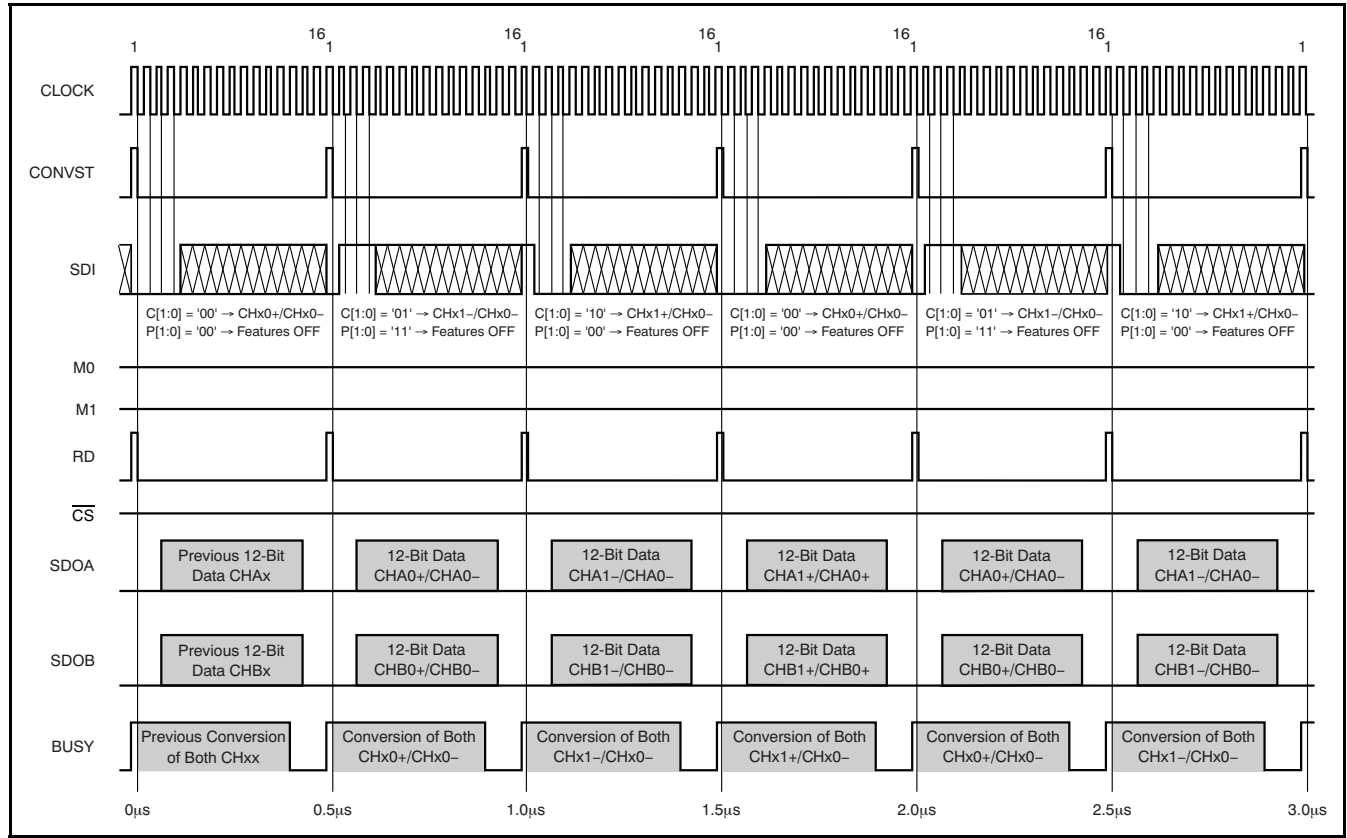 16 16 16 16 16
1 1 1 1 1 1 1
CLOCK
CONVST
SDI
C[1:0] = '00' → CHx0+/CHx0− C[1:0] = '01' → CHx1−/CHx0− C[1:0] = '10' → CHx1+/CHx0− C[1:0] = '00' → CHx0+/CHx0− C[1:0] = '01' → CHx1−/CHx0− C[1:0] = '10' → CHx1+/CHx0−
P[1:0] = '00' → Features OFF P[1:0] = '11' → Features OFF P[1:0] = '00' → Features OFF P[1:0] = '00' → Features OFF P[1:0] = '11' → Features OFF P[1:0] = '00' → Features OFF
M0
M1
RD
CS
SDOA
Previous 12-Bit 12-Bit Data 12-Bit Data 12-Bit Data 12-Bit Data 12-Bit Data
Data CHAx CHA0+/CHA0− CHA1−/CHA0− CHA1+/CHA0+ CHA0+/CHA0− CHA1−/CHA0−
SDOB
Previous 12-Bit 12-Bit Data 12-Bit Data 12-Bit Data 12-Bit Data 12-Bit Data
Data CHBx CHB0+/CHB0− CHB1−/CHB0− CHB1+/CHB0+ CHB0+/CHB0− CHB1−/CHB0−
BUSY
Previous Conversion Conversion of Both Conversion of Both Conversion of Both Conversion of Both Conversion of Both
of Both CHxx CHx0+/CHx0− CHx1−/CHx0− CHx1+/CHx0− CHx0+/CHx0− CHx1−/CHx0−
0µs 0.5µs 1.0µs 1.5µs 2.0µs 2.5µs 3.0µs